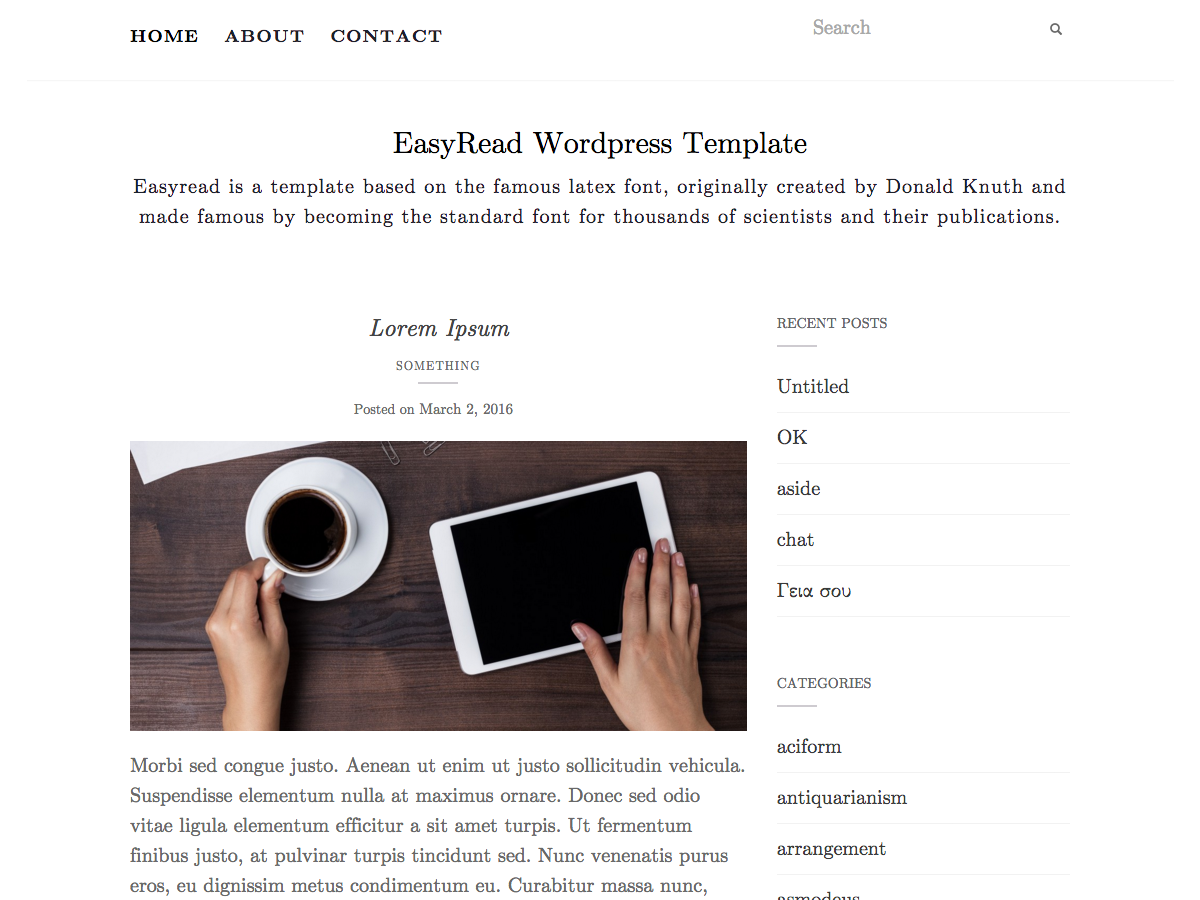 HOME ABOUT CONTACT
Search
EasyRead Wordpress Template
Easyread is a template based on the famous latex font, originally created by Donald Knuth and
made famous by becoming the standard font for thousands of scientists and their publications.
Lorem Ipsum
SOMETHING
Posted on March 2, 2016
Morbi sed congue justo. Aenean ut enim ut justo sollicitudin vehicula.
Suspendisse elementum nulla at maximus ornare. Donec sed odio
vitae ligula elementum efficitur a sit amet turpis. Ut fermentum
finibus justo, at pulvinar turpis tincidunt sed. Nunc venenatis purus
eros, eu dignissim metus condimentum eu. Curabitur massa nunc,
RECENT POSTS
Untitled
OK
aside
chat
Γεια σου
CATEGORIES
aciform
antiquarianism
arrangement
asmodeus